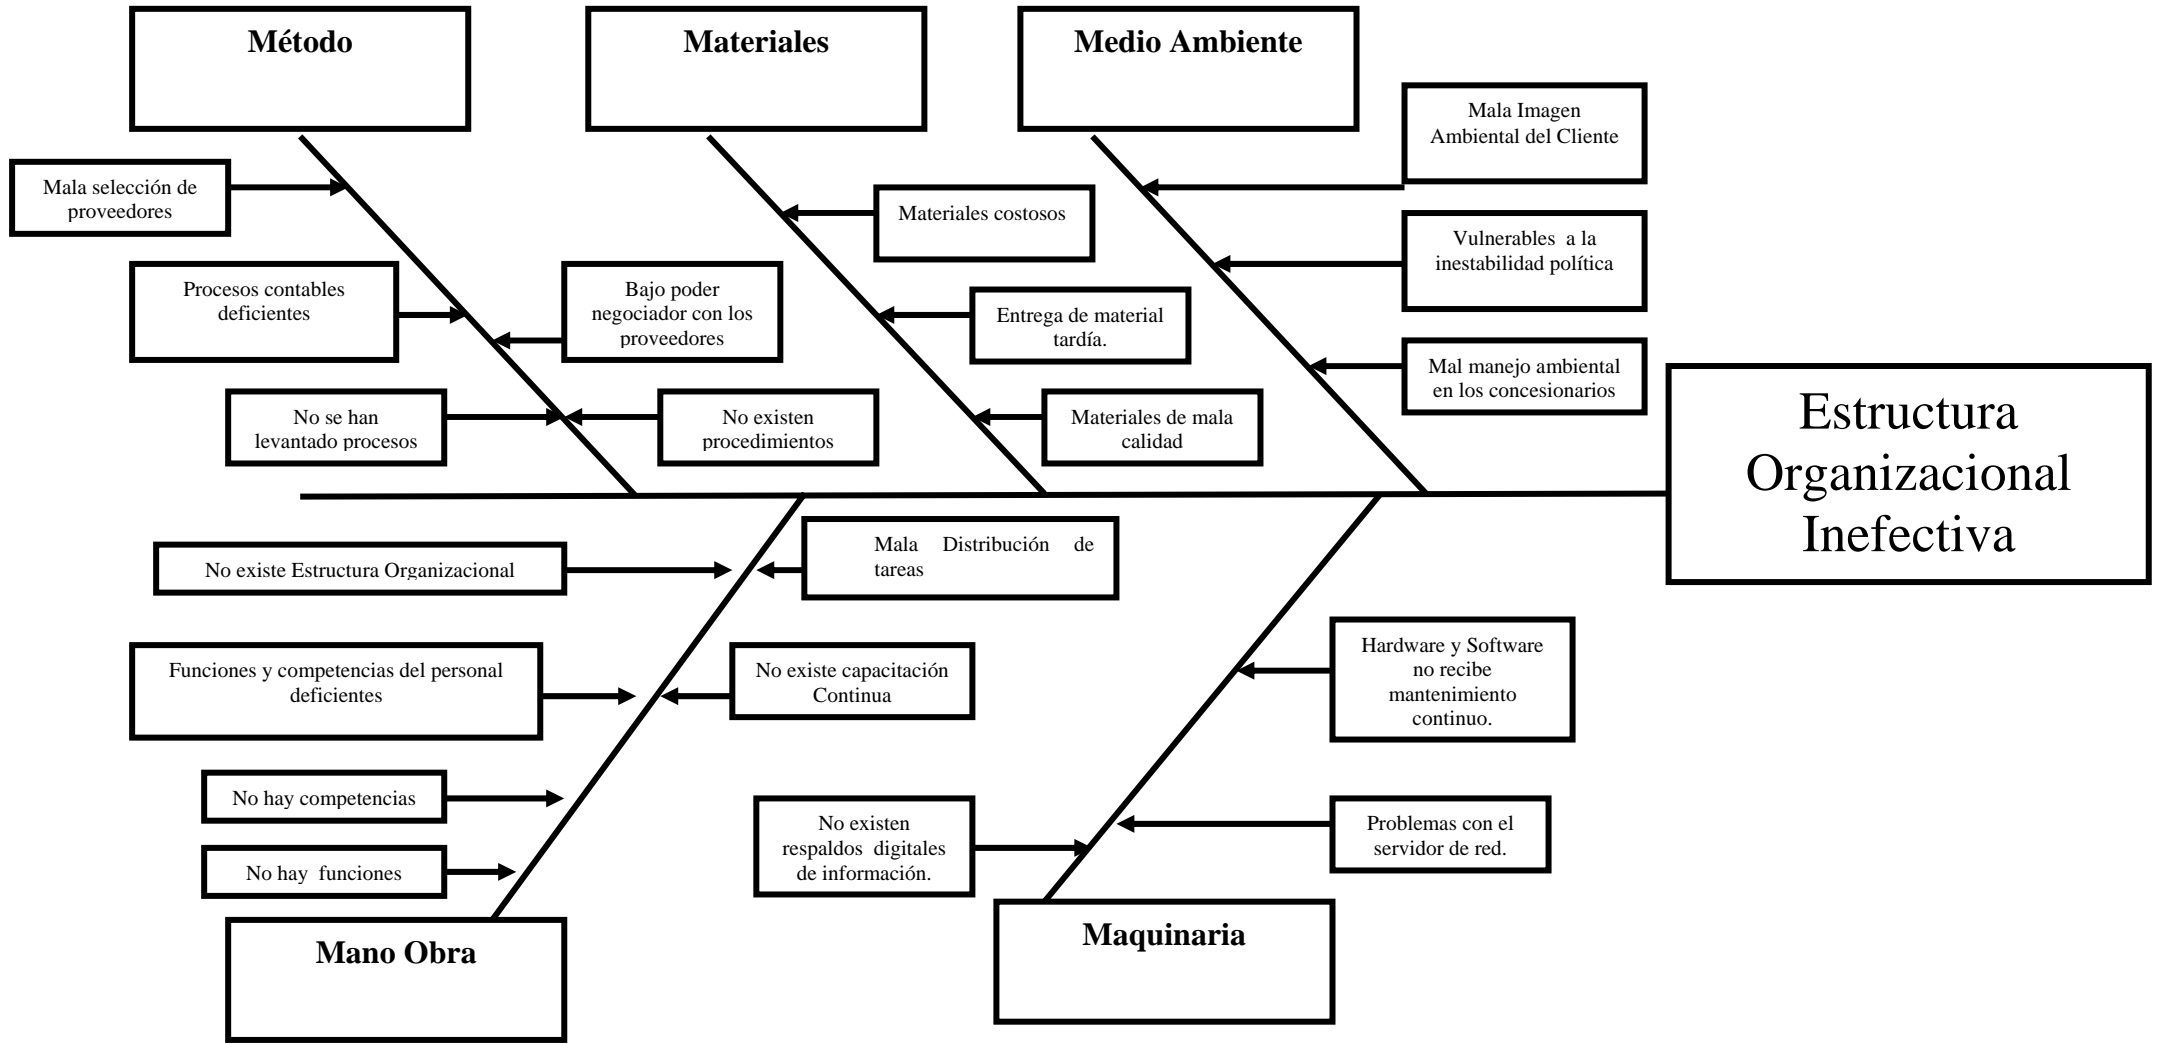 Método
Materiales
Medio Ambiente
Mala Imagen
Ambiental del Cliente
Mala selección de
proveedores
Materiales costosos
Vulnerables a la
inestabilidad política
Procesos contables
deficientes
Bajo poder
negociador con los
proveedores
Entrega de material
tardía.
Mal manejo ambiental
en los concesionarios
No se han
levantado procesos
No existen
procedimientos
Materiales de mala
calidad
Estructura
Organizacional
Inefectiva
No existe Estructura Organizacional
Mala Distribución de
tareas
Funciones y competencias del personal
deficientes
No existe capacitación
Continua
Hardware y Software
no recibe
mantenimiento
continuo.
No hay competencias
No existen
respaldos digitales
de información.
Problemas con el
servidor de red.
No hay funciones
Mano Obra
Maquinaria